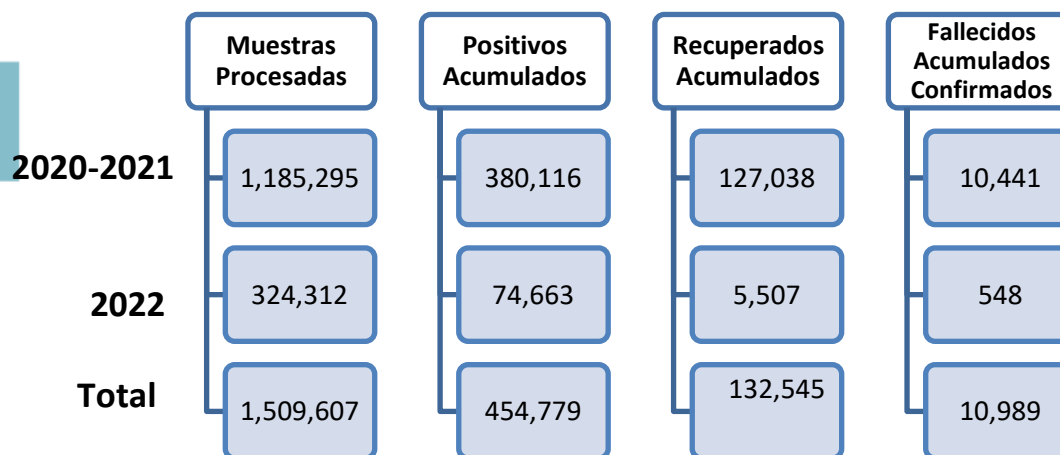 Muestras
Procesadas
Positivos
Acumulados
Recuperados
Acumulados
Fallecidos
Acumulados
Confirmados
2020-2021
1,185,295
380,116
127,038
10,441
2022
324,312
74,663
5,507
548
Total
1,509,607
454,779
132,545
10,989